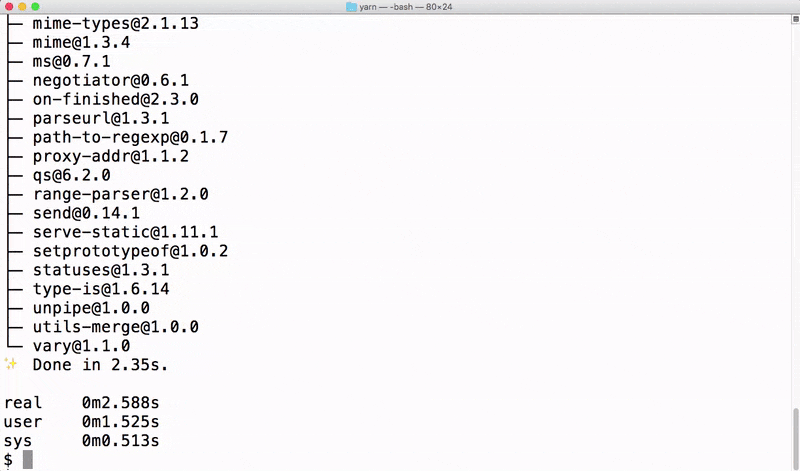 yarn — -bash — 80×24
├─ mime-types@2.1.13
├─ mime@1.3.4
├─ ms@0.7.1
├─ negotiator@0.6.1
├─ on-finished@2.3.0
├─ parseurl@1.3.1
├─ path-to-regexp@0.1.7
├─ proxy-addr@1.1.2
├─ qs@6.2.0
├─ range-parser@1.2.0
├─ send@0.14.1
├─ serve-static@1.11.1
├─ setprototypeof@1.0.2
├─ statuses@1.3.1
├─ type-is@1.6.14
├─ unpipe@1.0.0
├─ utils-merge@1.0.0
└─ vary@1.1.0
✨ Done in 2.35s.
real 0m2.588s
user 0m1.525s
sys 0m0.513s
$